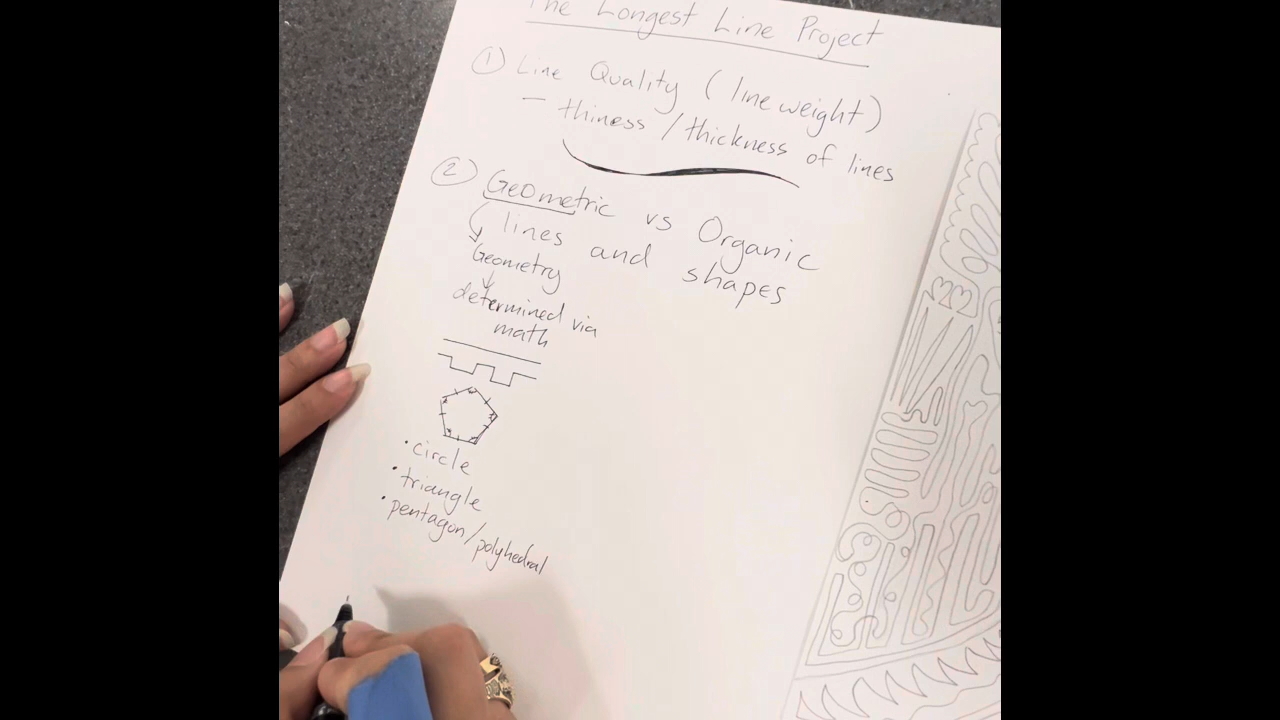 The Longest Line Project
① Line Quality (line weight)
— thiness / thickness of lines
② Geometric vs Organic
lines and shapes
Geometry
determined via
math
• circle
• triangle
• pentagon/polyhedral